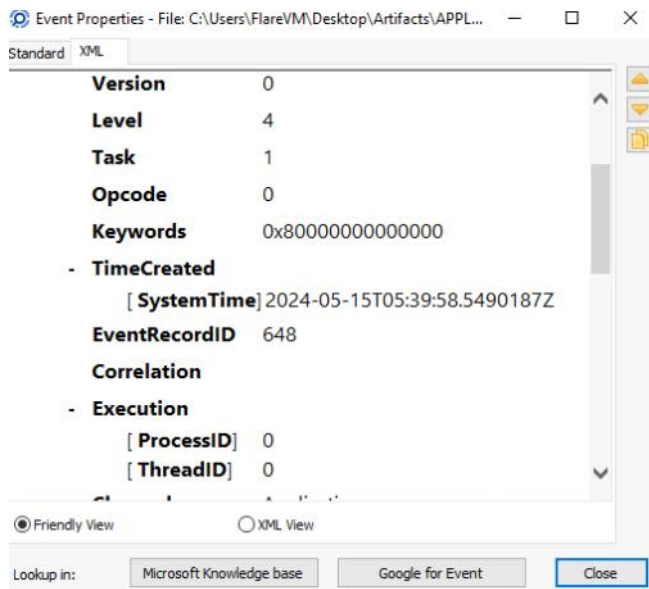 Event Properties - File: C:\Users\FlareVM\Desktop\Artifacts\APPL...
Standard XML
Version 0
Level 4
Task 1
Opcode 0
Keywords 0x80000000000000
- TimeCreated
[ SystemTime] 2024-05-15T05:39:58.5490187Z
EventRecordID 648
Correlation
- Execution
[ ProcessID] 0
[ ThreadID] 0
Friendly View XML View
Lookup in: Microsoft Knowledge base Google for Event Close